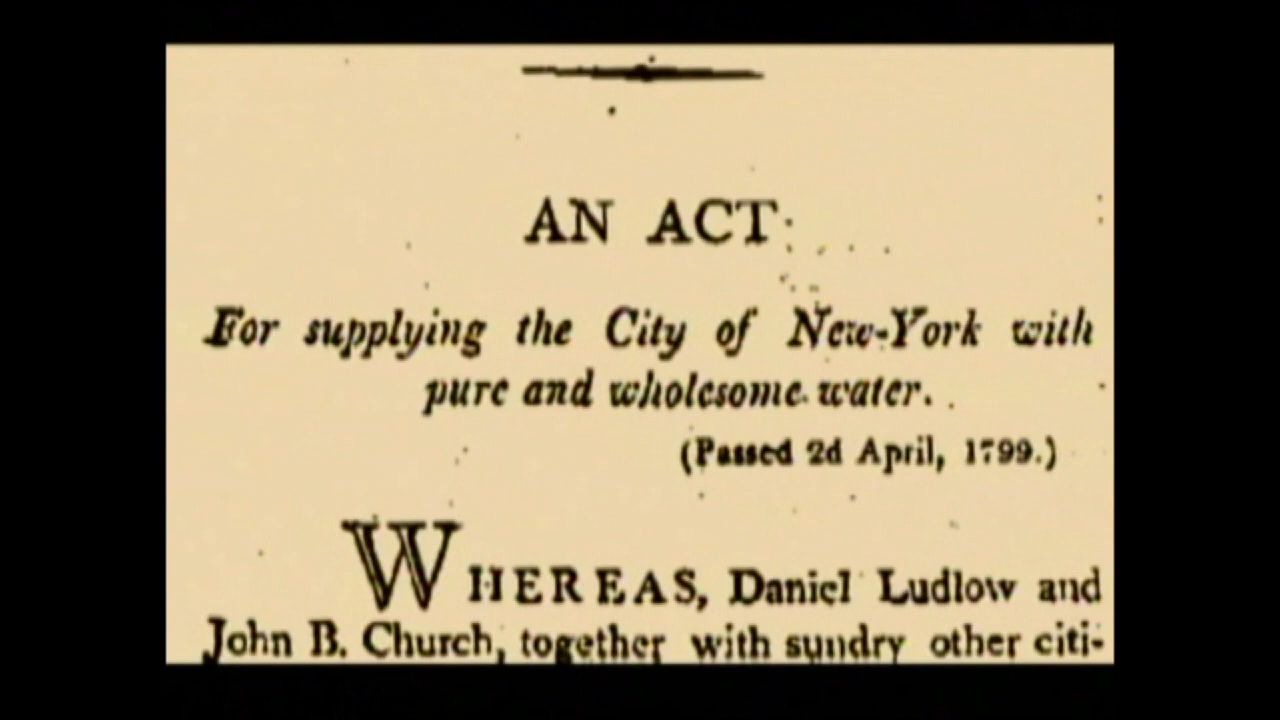 AN ACT
For supplying the City of New-York with
pure and wholesome water.
(Passed 2d April, 1799.)
WHEREAS, Daniel Ludlow and
John B. Church, together with sundry other citi-